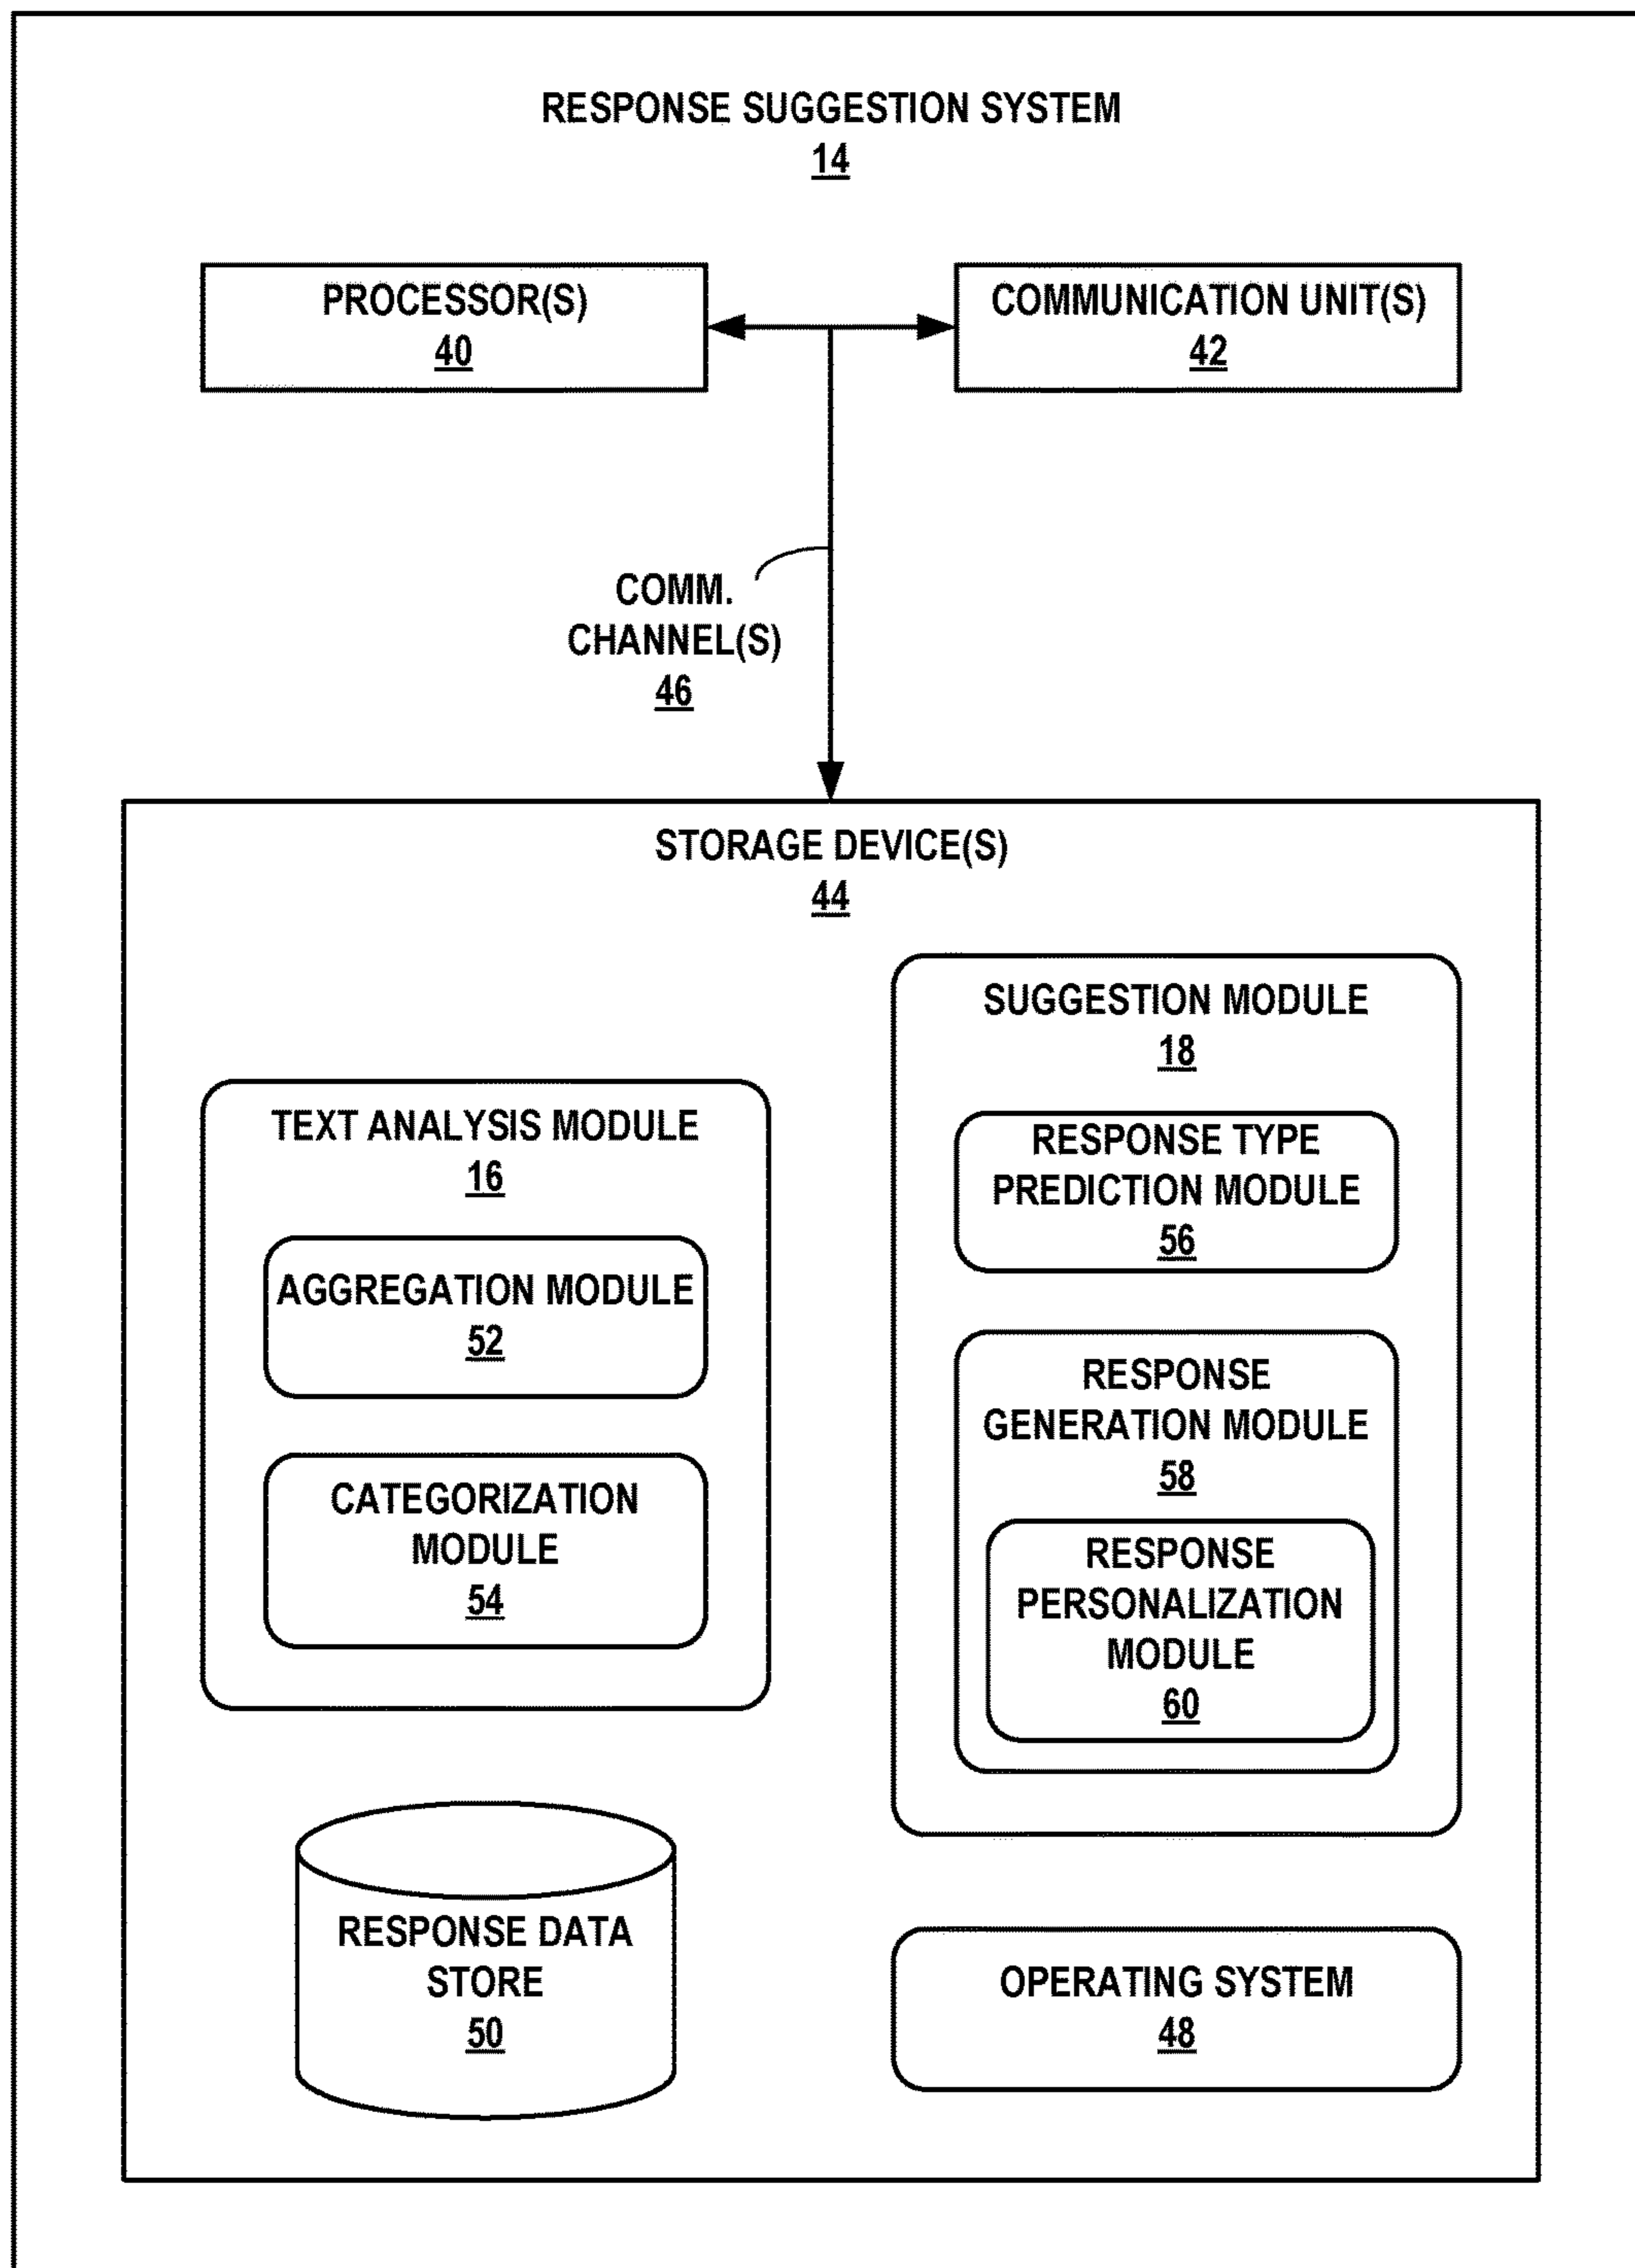 RESPONSE SUGGESTION SYSTEM
14
PROCESSOR(S)
40
COMMUNICATION UNIT(S)
42
COMM.
CHANNEL(S)
46
STORAGE DEVICE(S)
44
TEXT ANALYSIS MODULE
16
AGGREGATION MODULE
52
CATEGORIZATION
MODULE
54
SUGGESTION MODULE
18
RESPONSE TYPE
PREDICTION MODULE
56
RESPONSE
GENERATION MODULE
58
RESPONSE
PERSONALIZATION
MODULE
60
RESPONSE DATA
STORE
50
OPERATING SYSTEM
48